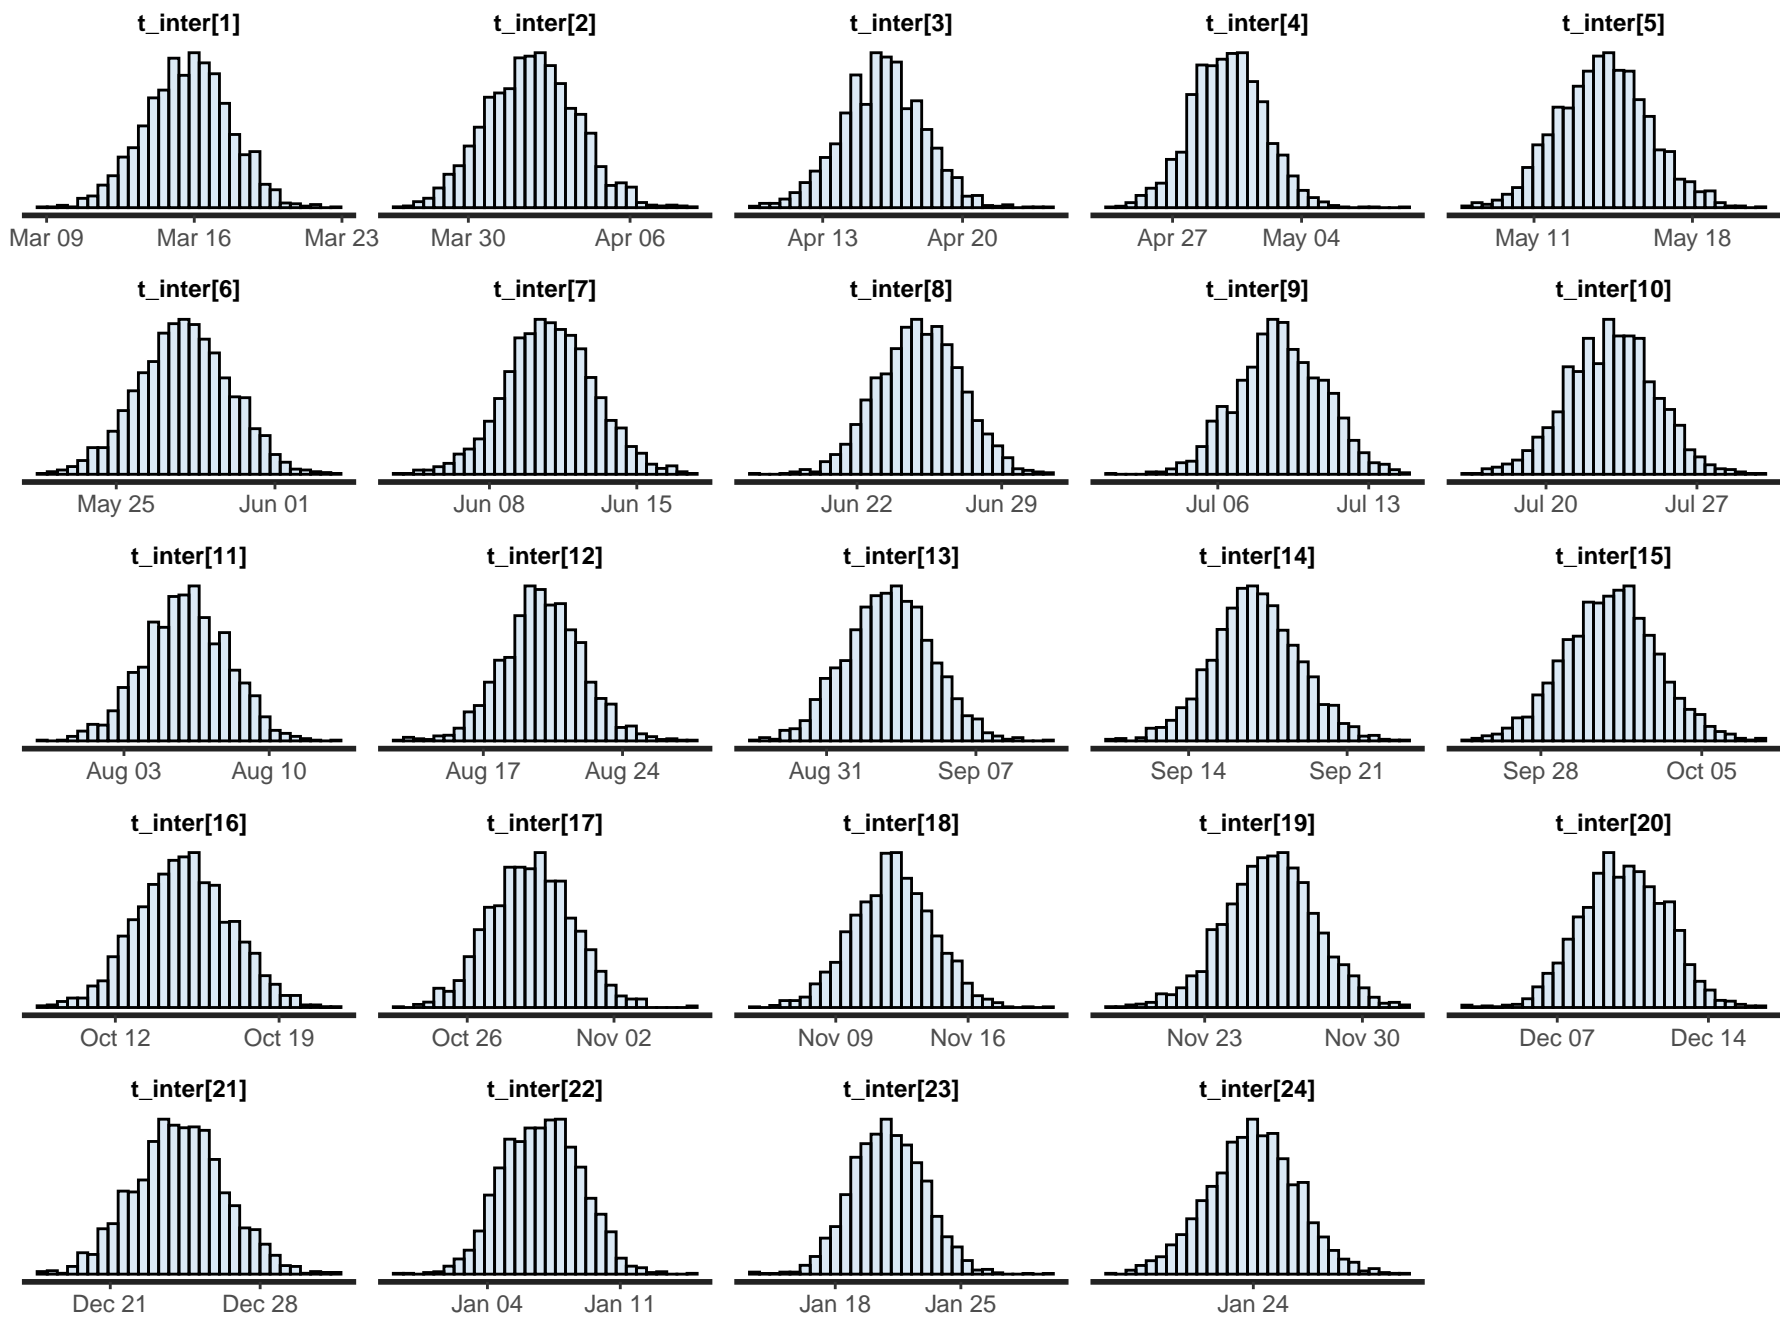 t_inter[1] t_inter[2] t_inter[3] t_inter[4] t_inter[5]
Mar 09 Mar 16 Mar 23 Mar 30 Apr 06 Apr 13 Apr 20 Apr 27 May 04 May 11 May 18
t_inter[6] t_inter[7] t_inter[8] t_inter[9] t_inter[10]
May 25 Jun 01 Jun 08 Jun 15 Jun 22 Jun 29 Jul 06 Jul 13 Jul 20 Jul 27
t_inter[11] t_inter[12] t_inter[13] t_inter[14] t_inter[15]
Aug 03 Aug 10 Aug 17 Aug 24 Aug 31 Sep 07 Sep 14 Sep 21 Sep 28 Oct 05
t_inter[16] t_inter[17] t_inter[18] t_inter[19] t_inter[20]
Oct 12 Oct 19 Oct 26 Nov 02 Nov 09 Nov 16 Nov 23 Nov 30 Dec 07 Dec 14
t_inter[21] t_inter[22] t_inter[23] t_inter[24]
Dec 21 Dec 28 Jan 04 Jan 11 Jan 18 Jan 25 Jan 24